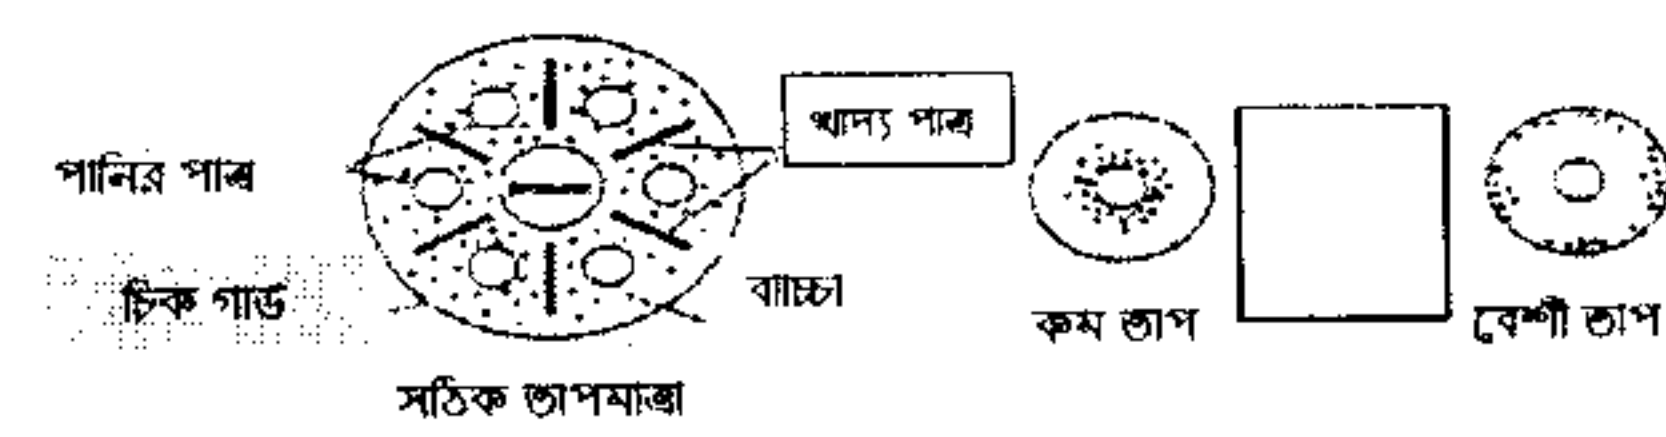 খাদ্য পাত্র
পানির পাত্র
চিক গার্ড
বাচ্চা
কম তাপ
বেশী তাপ
সঠিক তাপমাত্রা